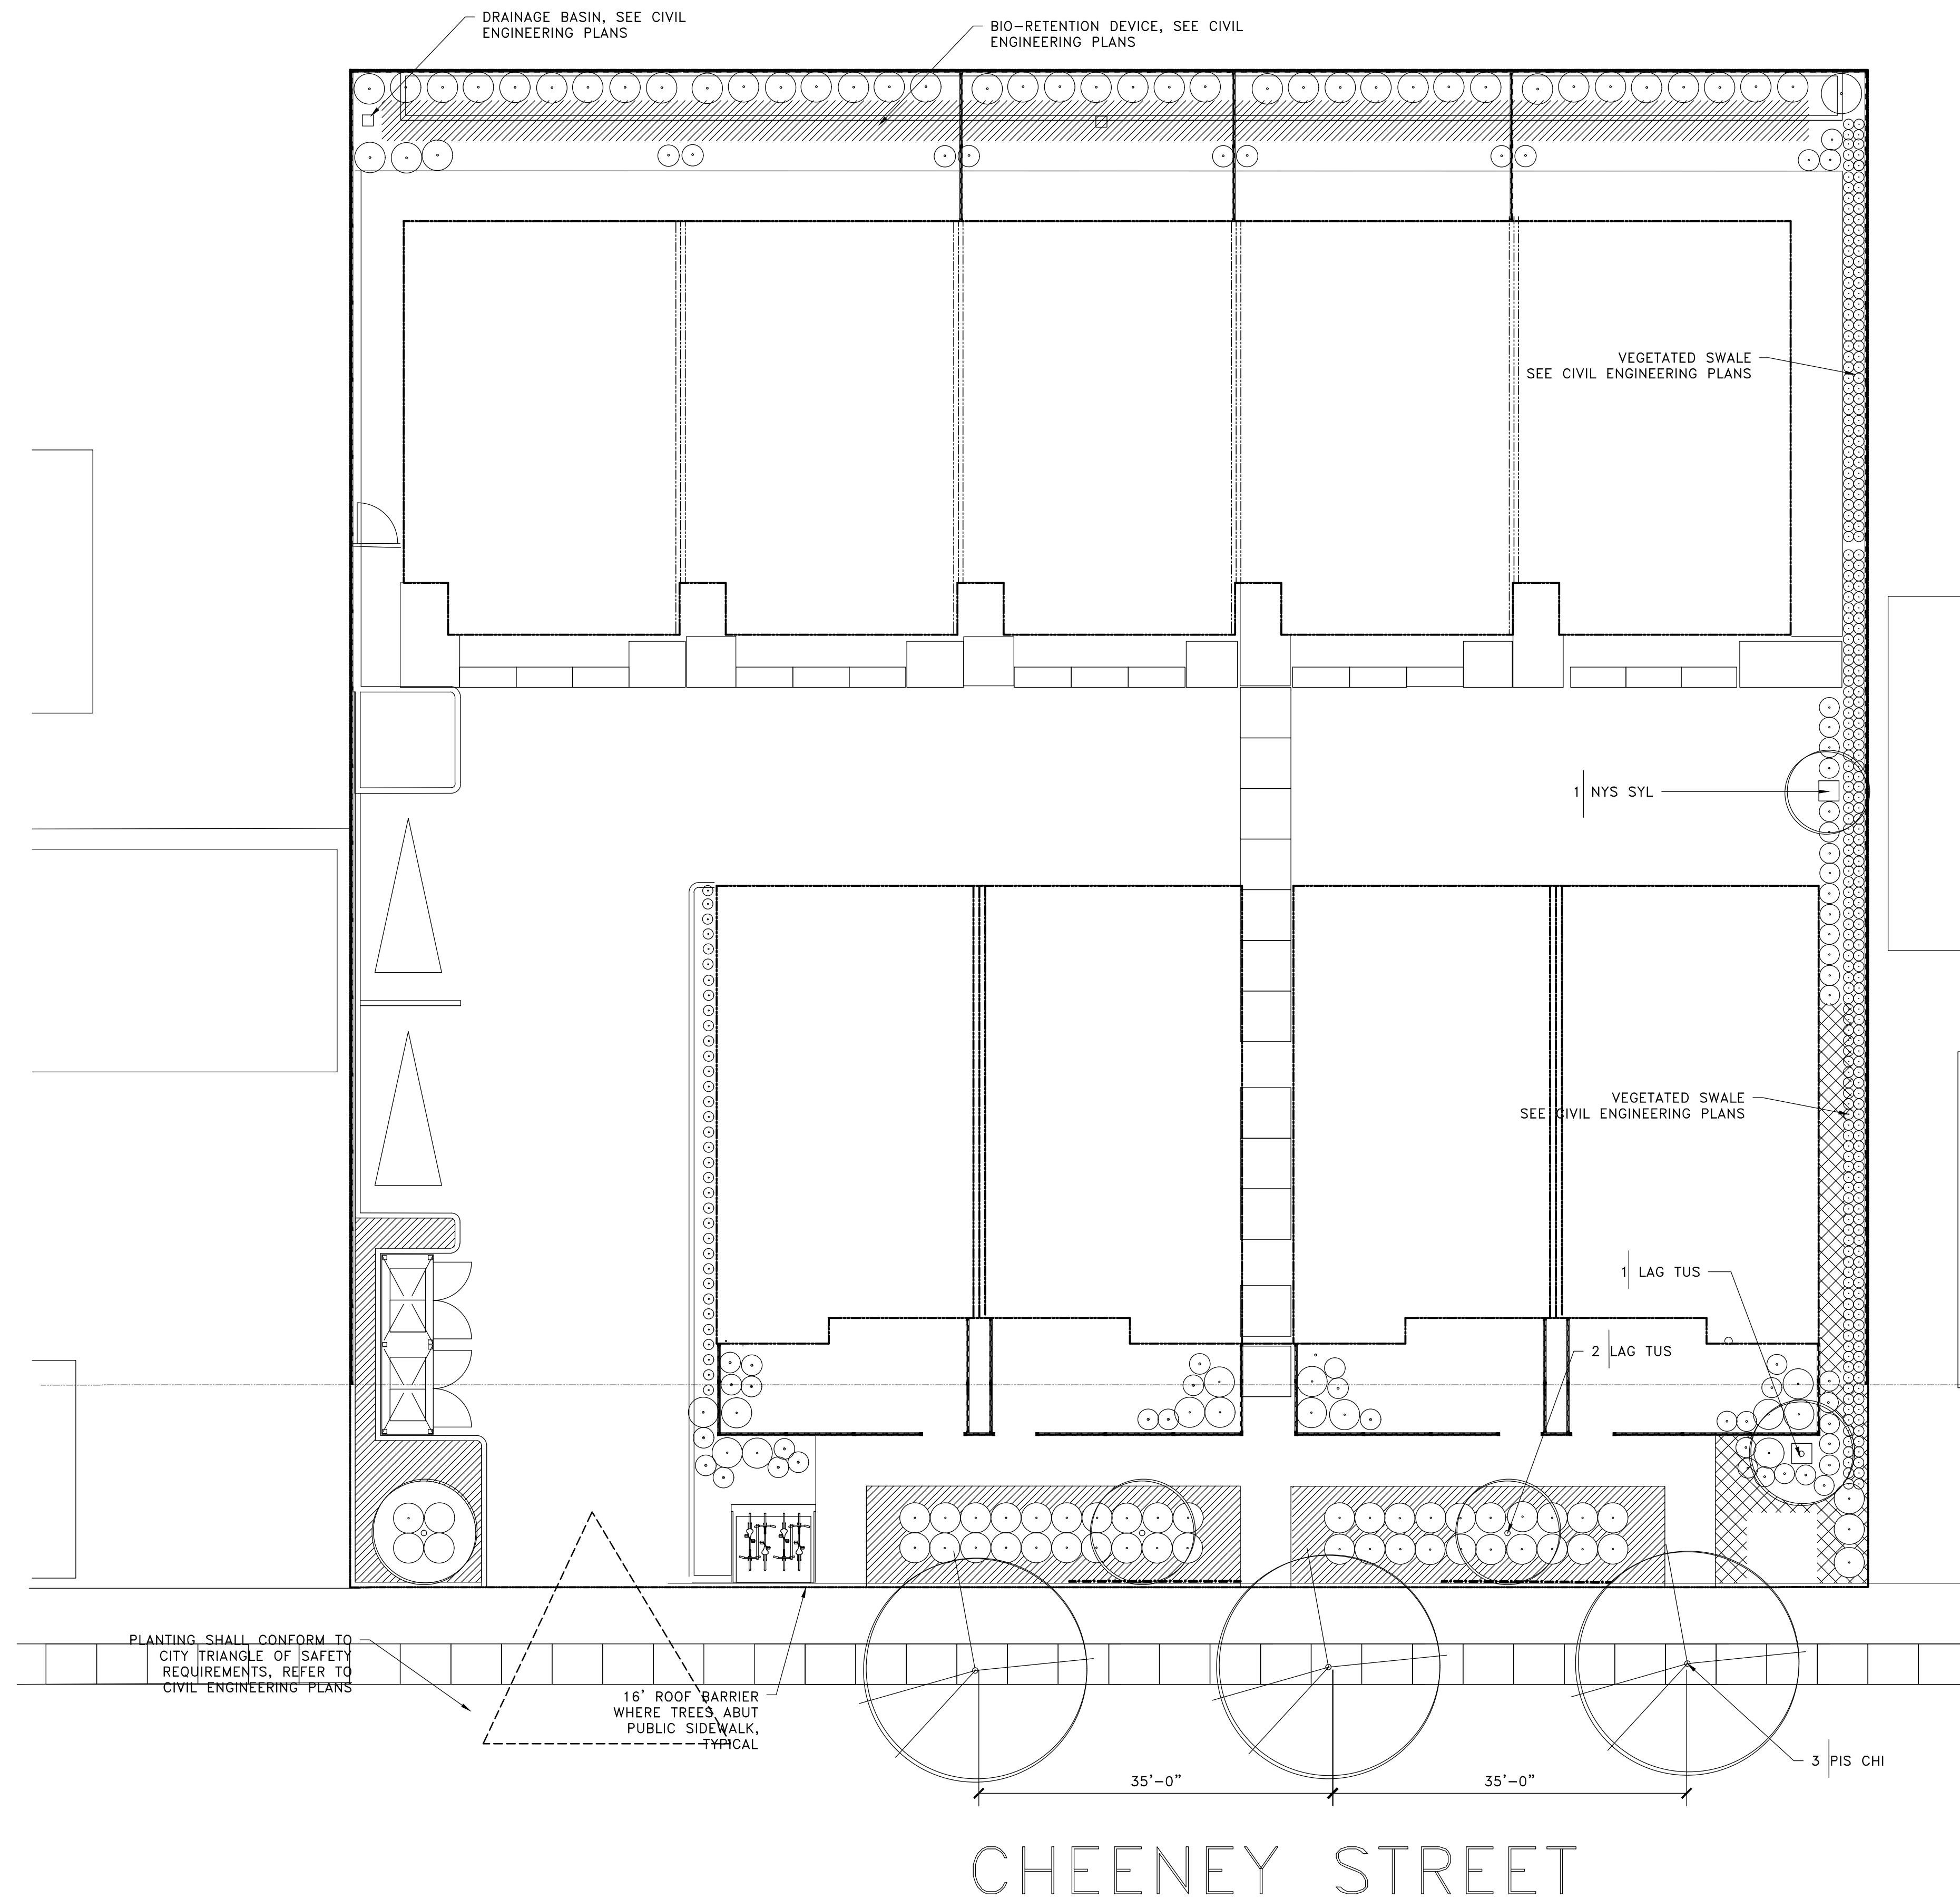 DRAINAGE BASIN, SEE CIVIL
ENGINEERING PLANS
BIO-RETENTION DEVICE, SEE CIVIL
ENGINEERING PLANS
VEGETATED SWALE
SEE CIVIL ENGINEERING PLANS
1 NYS SYL
VEGETATED SWALE
SEE CIVIL ENGINEERING PLANS
1 LAG TUS
2 LAG TUS
PLANTING SHALL CONFORM TO
CITY TRIANGLE OF SAFETY
REQUIREMENTS, REFER TO
CIVIL ENGINEERING PLANS
16' ROOF BARRIER
WHERE TREES ABUT
PUBLIC SIDEWALK,
TYPICAL
3 PIS CHI
35'-0"
35'-0"
CHEENEY STREET